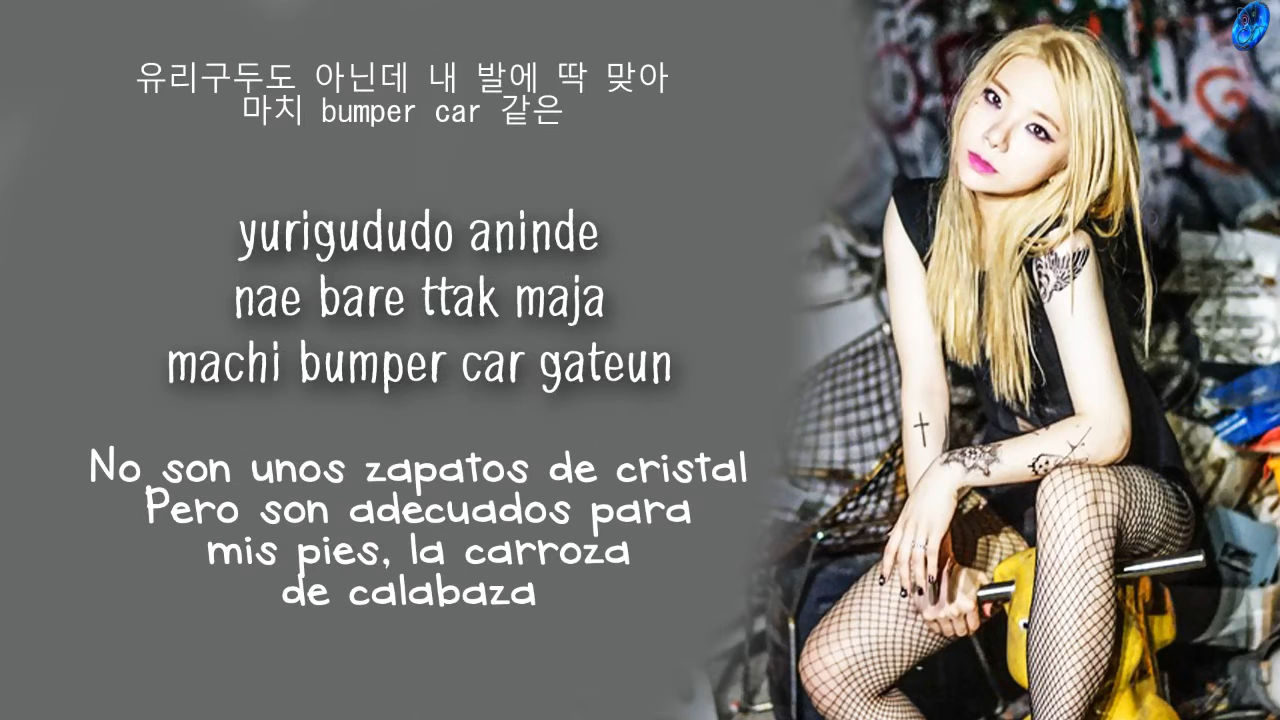 유리구두도 아닌데 내 발에 딱 맞아
마치 bumper car 같은
yurigududo aninde
nae bare ttak maja
machi bumper car gateun
No son unos zapatos de cristal
Pero son adecuados para
mis pies, la carroza
de calabaza